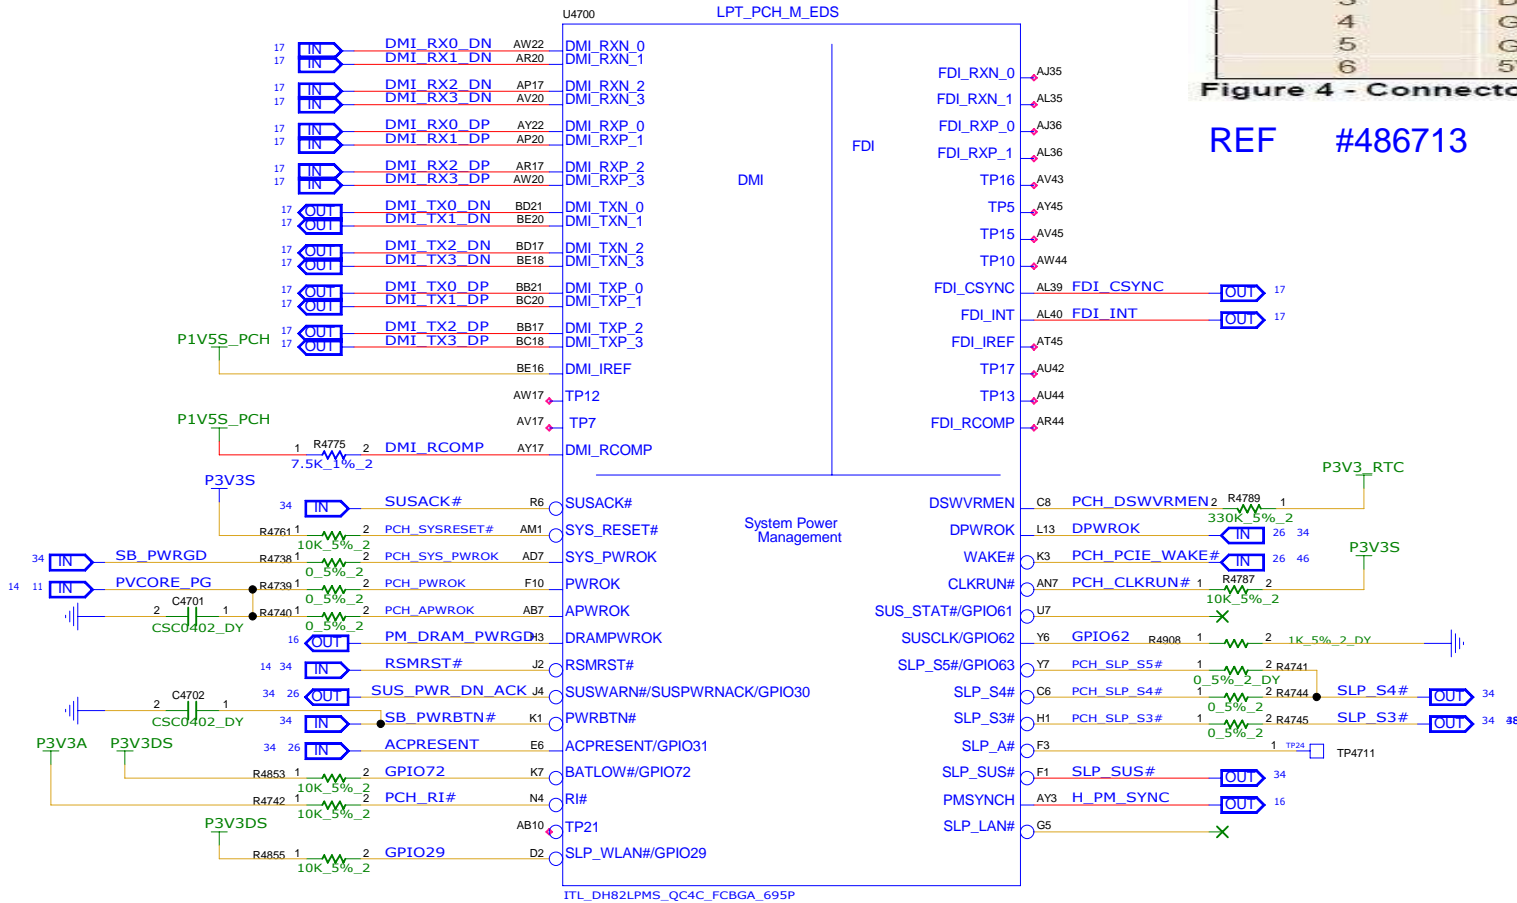 U4700
LPT_PCH_M_EDS
4 G
5 G
6 5
Figure 4 - Connecto
REF #486713
17 IN DMI_RX0_DN AW22 DMI_RXN_0
17 IN DMI_RX1_DN AR20 DMI_RXN_1
17 IN DMI_RX2_DN AP17 DMI_RXN_2
17 IN DMI_RX3_DN AV20 DMI_RXN_3
17 IN DMI_RX0_DP AY22 DMI_RXP_0
17 IN DMI_RX1_DP AP20 DMI_RXP_1
17 IN DMI_RX2_DP AR17 DMI_RXP_2
17 IN DMI_RX3_DP AW20 DMI_RXP_3
17 OUT DMI_TX0_DN BD21 DMI_TXN_0
17 OUT DMI_TX1_DN BE20 DMI_TXN_1
17 OUT DMI_TX2_DN BD17 DMI_TXN_2
17 OUT DMI_TX3_DN BE18 DMI_TXN_3
17 OUT DMI_TX0_DP BB21 DMI_TXP_0
17 OUT DMI_TX1_DP BC20 DMI_TXP_1
17 OUT DMI_TX2_DP BB17 DMI_TXP_2
17 OUT DMI_TX3_DP BC18 DMI_TXP_3
P1V5S_PCH
BE16 DMI_IREF
AW17 TP12
AV17 TP7
P1V5S_PCH
1 R4775 2 DMI_RCOMP AY17 DMI_RCOMP
7.5K_1%_2
DMI
FDI
FDI_RXN_0 AJ35
FDI_RXN_1 AL35
FDI_RXP_0 AJ36
FDI_RXP_1 AL36
TP16 AV43
TP5 AY45
TP15 AV45
TP10 AW44
FDI_CSYNC AL39 FDI_CSYNC OUT 17
FDI_INT AL40 FDI_INT OUT 17
FDI_IREF AT45
TP17 AU42
TP13 AU44
FDI_RCOMP AR44
P3V3S
34 IN SUSACK# R6 SUSACK#
R4761 1 2 PCH_SYSRESET# AM1 SYS_RESET#
10K_5%_2
34 IN SB_PWRGD R4738 1 2 PCH_SYS_PWROK AD7 SYS_PWROK
0_5%_2
14 11 IN PVCORE_PG R4739 1 2 PCH_PWROK F10 PWROK
0_5%_2
2 C4701 1 R4740 1 2 PCH_APWROK AB7 APWROK
CSC0402_DY 0_5%_2
16 OUT PM_DRAM_PWRGD H3 DRAMPWROK
14 34 IN RSMRST# J2 RSMRST#
34 26 OUT SUS_PWR_DN_ACK J4 SUSWARN#/SUSPWRNACK/GPIO30
2 C4702 1
CSC0402_DY
34 IN SB_PWRBTN# K1 PWRBTN#
34 26 IN ACPRESENT E6 ACPRESENT/GPIO31
P3V3A P3V3DS
R4853 1 2 GPIO72 K7 BATLOW#/GPIO72
10K_5%_2
R4742 1 2 PCH_RI# N4 RI#
10K_5%_2
P3V3DS
AB10 TP21
R4855 1 2 GPIO29 D2 SLP_WLAN#/GPIO29
10K_5%_2
System Power
Management
P3V3_RTC
DSWVRMEN C8 PCH_DSWVRMEN 2 R4789 1
330K_5%_2
DPWROK L13 DPWROK IN 26 34
P3V3S
WAKE# K3 PCH_PCIE_WAKE# IN 26 46
CLKRUN# AN7 PCH_CLKRUN# 1 R4787 2
10K_5%_2
SUS_STAT#/GPIO61 U7
SUSCLK/GPIO62 Y6 GPIO62 R4908 1 2 1K_5%_2_DY
SLP_S5#/GPIO63 Y7 PCH_SLP_S5# 1 2 R4741
0_5%_2_DY
SLP_S4# C6 PCH_SLP_S4# 1 2 R4744 SLP_S4# OUT 34
0_5%_2
SLP_S3# H1 PCH_SLP_S3# 1 2 R4745 SLP_S3# OUT 34
0_5%_2
SLP_A# F3 1 TP24 TP4711
SLP_SUS# F1 SLP_SUS# OUT 34
PMSYNCH AY3 H_PM_SYNC OUT 16
SLP_LAN# G5
ITL_DH82LPMS_QC4C_FCBGA_695P